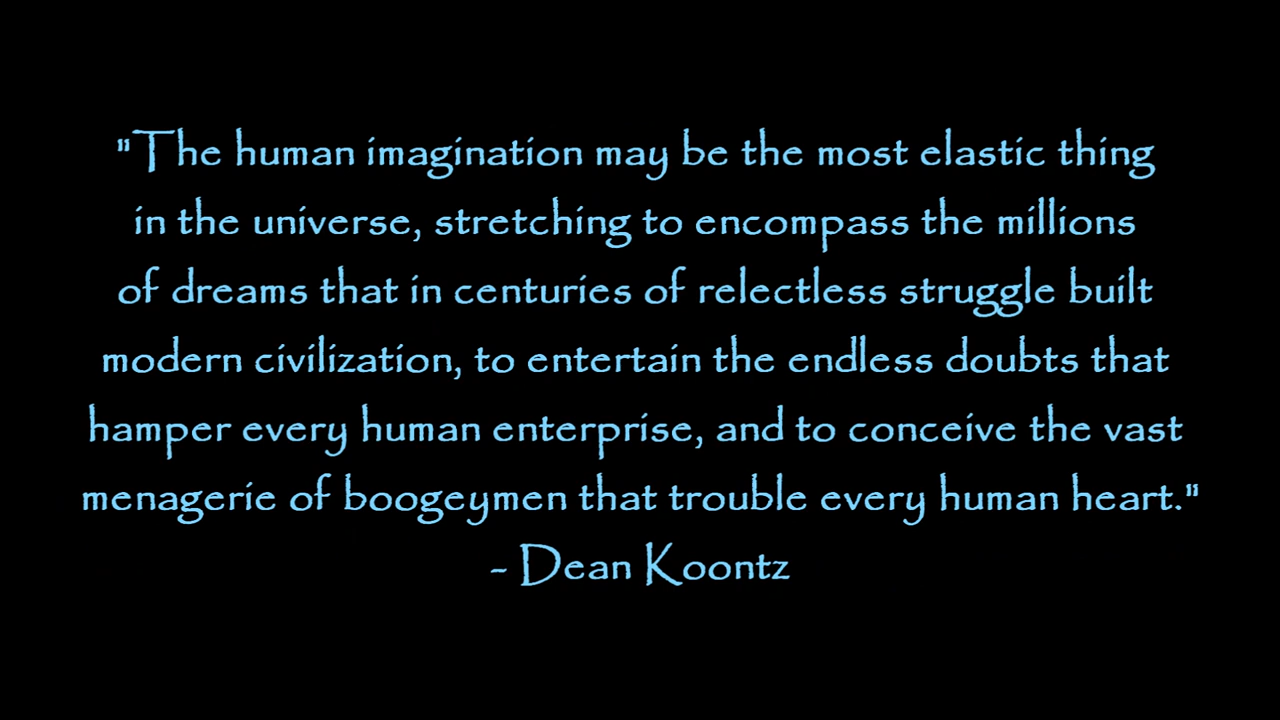 "The human imagination may be the most elastic thing
in the universe, stretching to encompass the millions
of dreams that in centuries of relectless struggle built
modern civilization, to entertain the endless doubts that
hamper every human enterprise, and to conceive the vast
menagerie of boogeymen that trouble every human heart."
- Dean Koontz